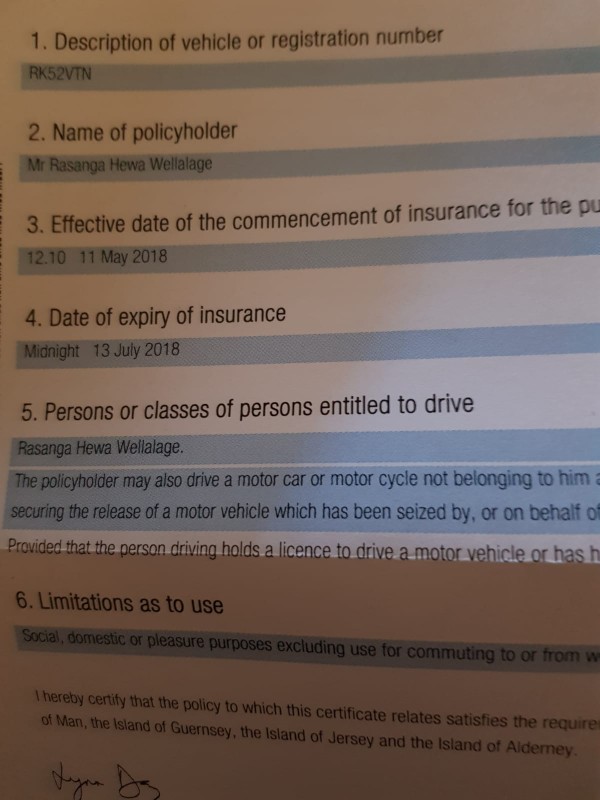 1. Description of vehicle or registration number
RK52VTN
2. Name of policyholder
Mr Rasanga Hewa Wellalage
3. Effective date of the commencement of insurance for the pu
12.10 11 May 2018
4. Date of expiry of insurance
Midnight 13 July 2018
5. Persons or classes of persons entitled to drive
Rasanga Hewa Wellalage.
The policyholder may also drive a motor car or motor cycle not belonging to him a
securing the release of a motor vehicle which has been seized by, or on behalf of
Provided that the person driving holds a licence to drive a motor vehicle or has h
6. Limitations as to use
Social, domestic or pleasure purposes excluding use for commuting to or from w
I hereby certify that the policy to which this certificate relates satisfies the require
of Man, the Island of Guernsey, the Island of Jersey and the Island of Alderney.